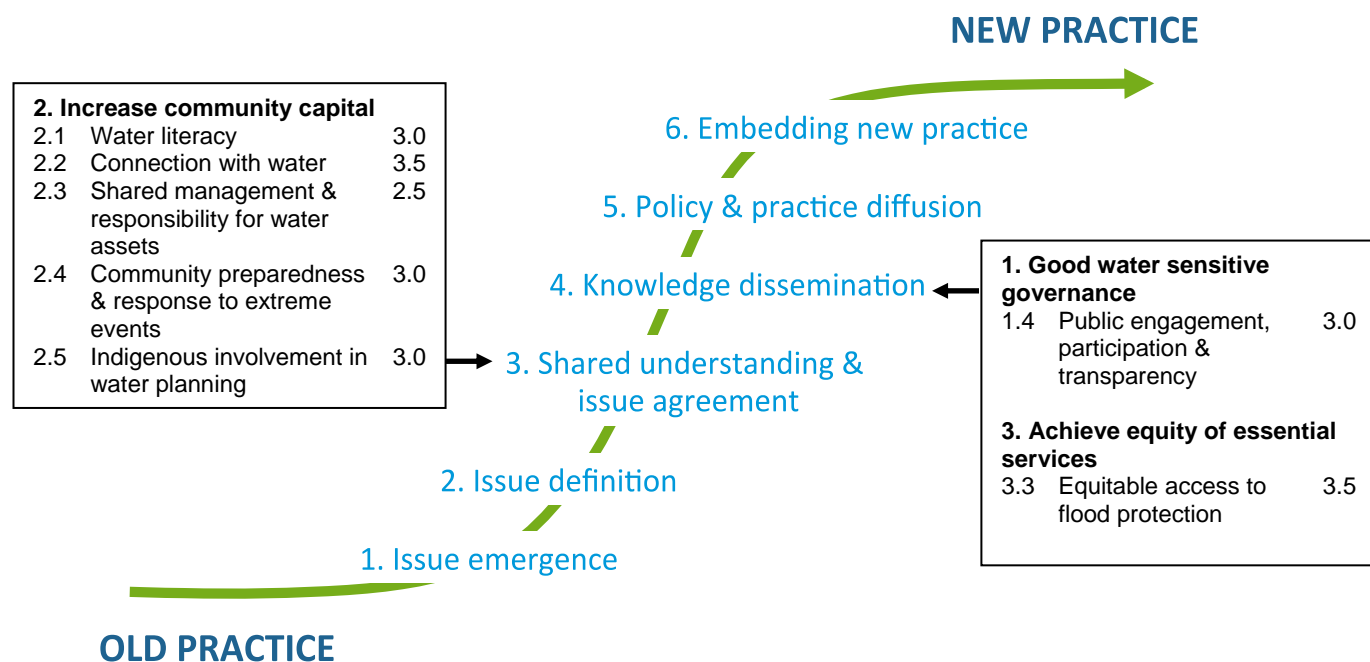 NEW PRACTICE
2. Increase community capital
2.1 Water literacy 3.0
2.2 Connection with water 3.5
2.3 Shared management & 2.5
responsibility for water
assets
2.4 Community preparedness 3.0
& response to extreme
events
2.5 Indigenous involvement in 3.0
water planning
6. Embedding new practice
5. Policy & practice diffusion
4. Knowledge dissemination
3. Shared understanding &
issue agreement
2. Issue definition
1. Issue emergence
1. Good water sensitive
governance
1.4 Public engagement, 3.0
participation &
transparency
3. Achieve equity of essential
services
3.3 Equitable access to 3.5
flood protection
OLD PRACTICE